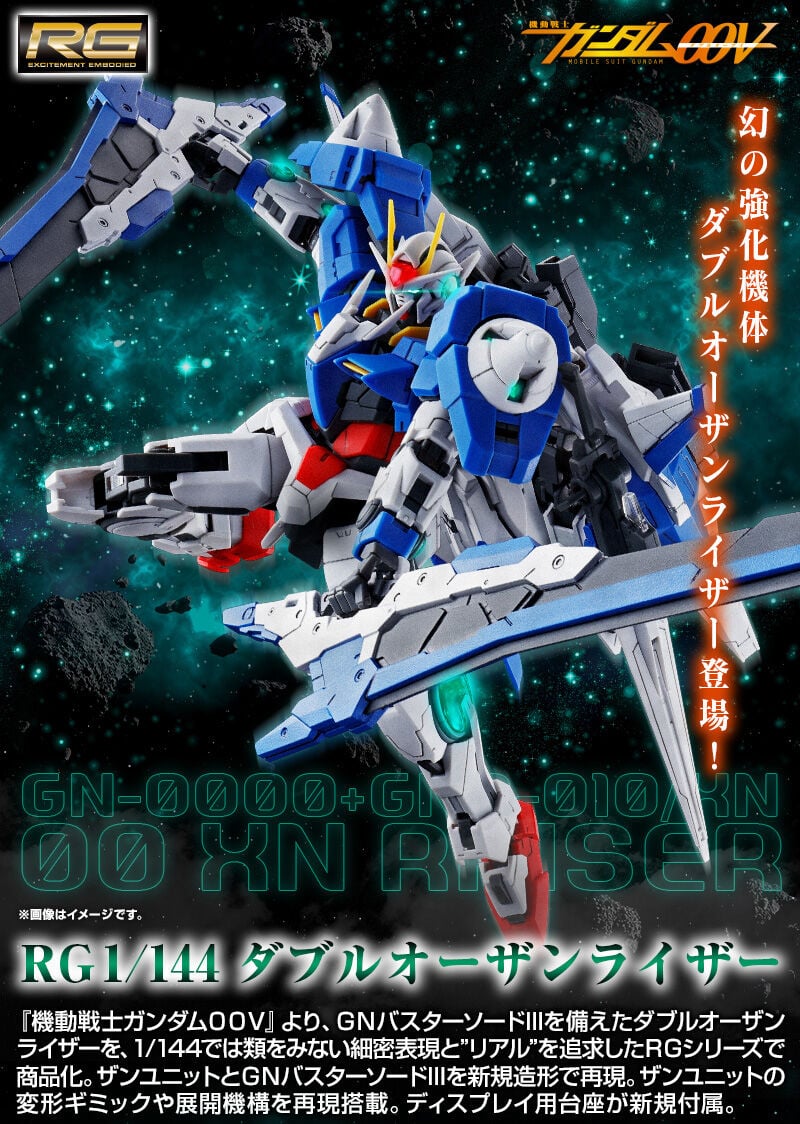 RG
EXCITEMENT EMBODIED
機動戦士
ガンダム00V
MOBILE SUIT GUNDAM
幻の強化機体
ダブルオーザンライザー登場！
GN-0000+GNR-010/XN
00 XN RAISER
※画像はイメージです。
RG 1/144 ダブルオーザンライザー
『機動戦士ガンダム00V』より、GNバスターソードIIIを備えたダブルオーザン
ライザーを、1/144では類をみない細密表現と”リアル”を追求したRGシリーズで
商品化。ザンユニットとGNバスターソードIIIを新規造形で再現。ザンユニットの
変形ギミックや展開機構を再現搭載。ディスプレイ用台座が新規付属。